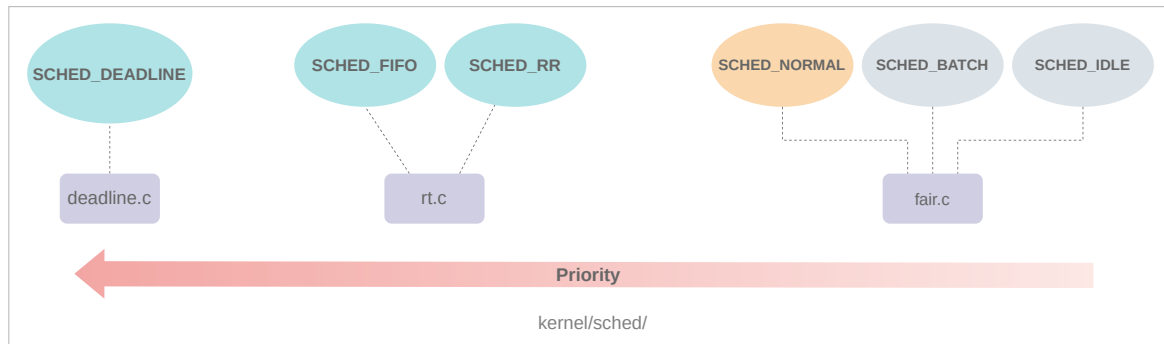 SCHED_DEADLINE
SCHED_FIFO
SCHED_RR
SCHED_NORMAL
SCHED_BATCH
SCHED_IDLE
deadline.c
rt.c
fair.c
Priority
kernel/sched/